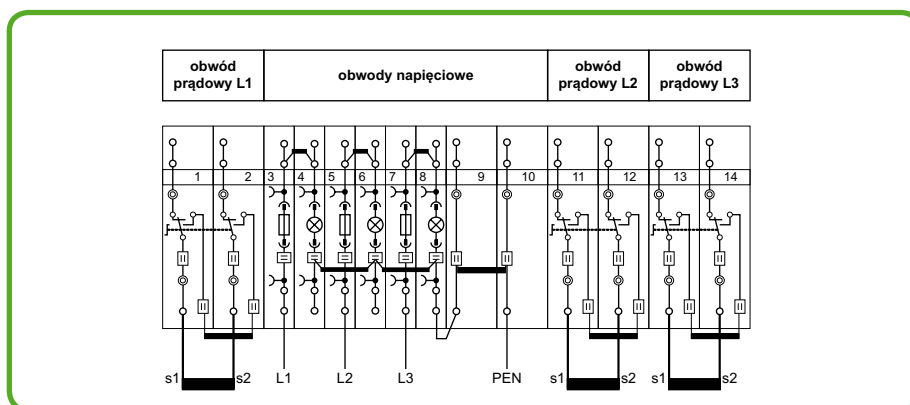 obwód
prądowy L1
obwody napięciowe
obwód
prądowy L2
obwód
prądowy L3
1 2 3 4 5 6 7 8 9 10 11 12 13 14
s1 s2 L1 L2 L3 PEN s1 s2 s1 s2